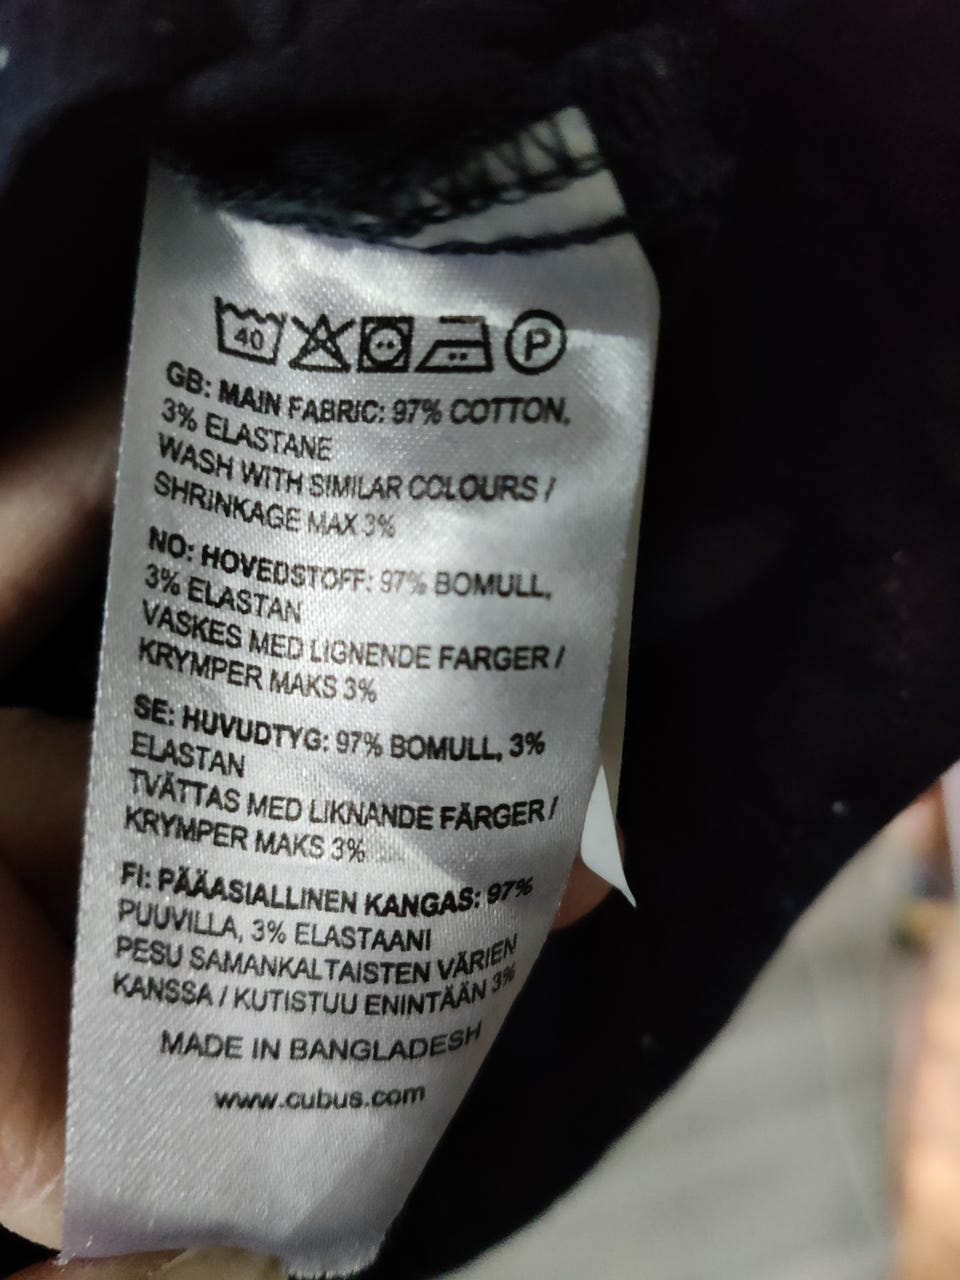 40 P
GB: MAIN FABRIC: 97% COTTON,
3% ELASTANE
WASH WITH SIMILAR COLOURS /
SHRINKAGE MAX 3%
NO: HOVEDSTOFF: 97% BOMULL,
3% ELASTAN
VASKES MED LIGNENDE FARGER /
KRYMPER MAKS 3%
SE: HUVUDTYG: 97% BOMULL, 3%
ELASTAN
TVÄTTAS MED LIKNANDE FÄRGER /
KRYMPER MAKS 3%
FI: PÄÄASIALLINEN KANGAS: 97%
PUUVILLA, 3% ELASTAANI
PESU SAMANKALTAISTEN VÄRIEN
KANSSA / KUTISTUU ENINTÄÄN 3%
MADE IN BANGLADESH
www.cubus.com